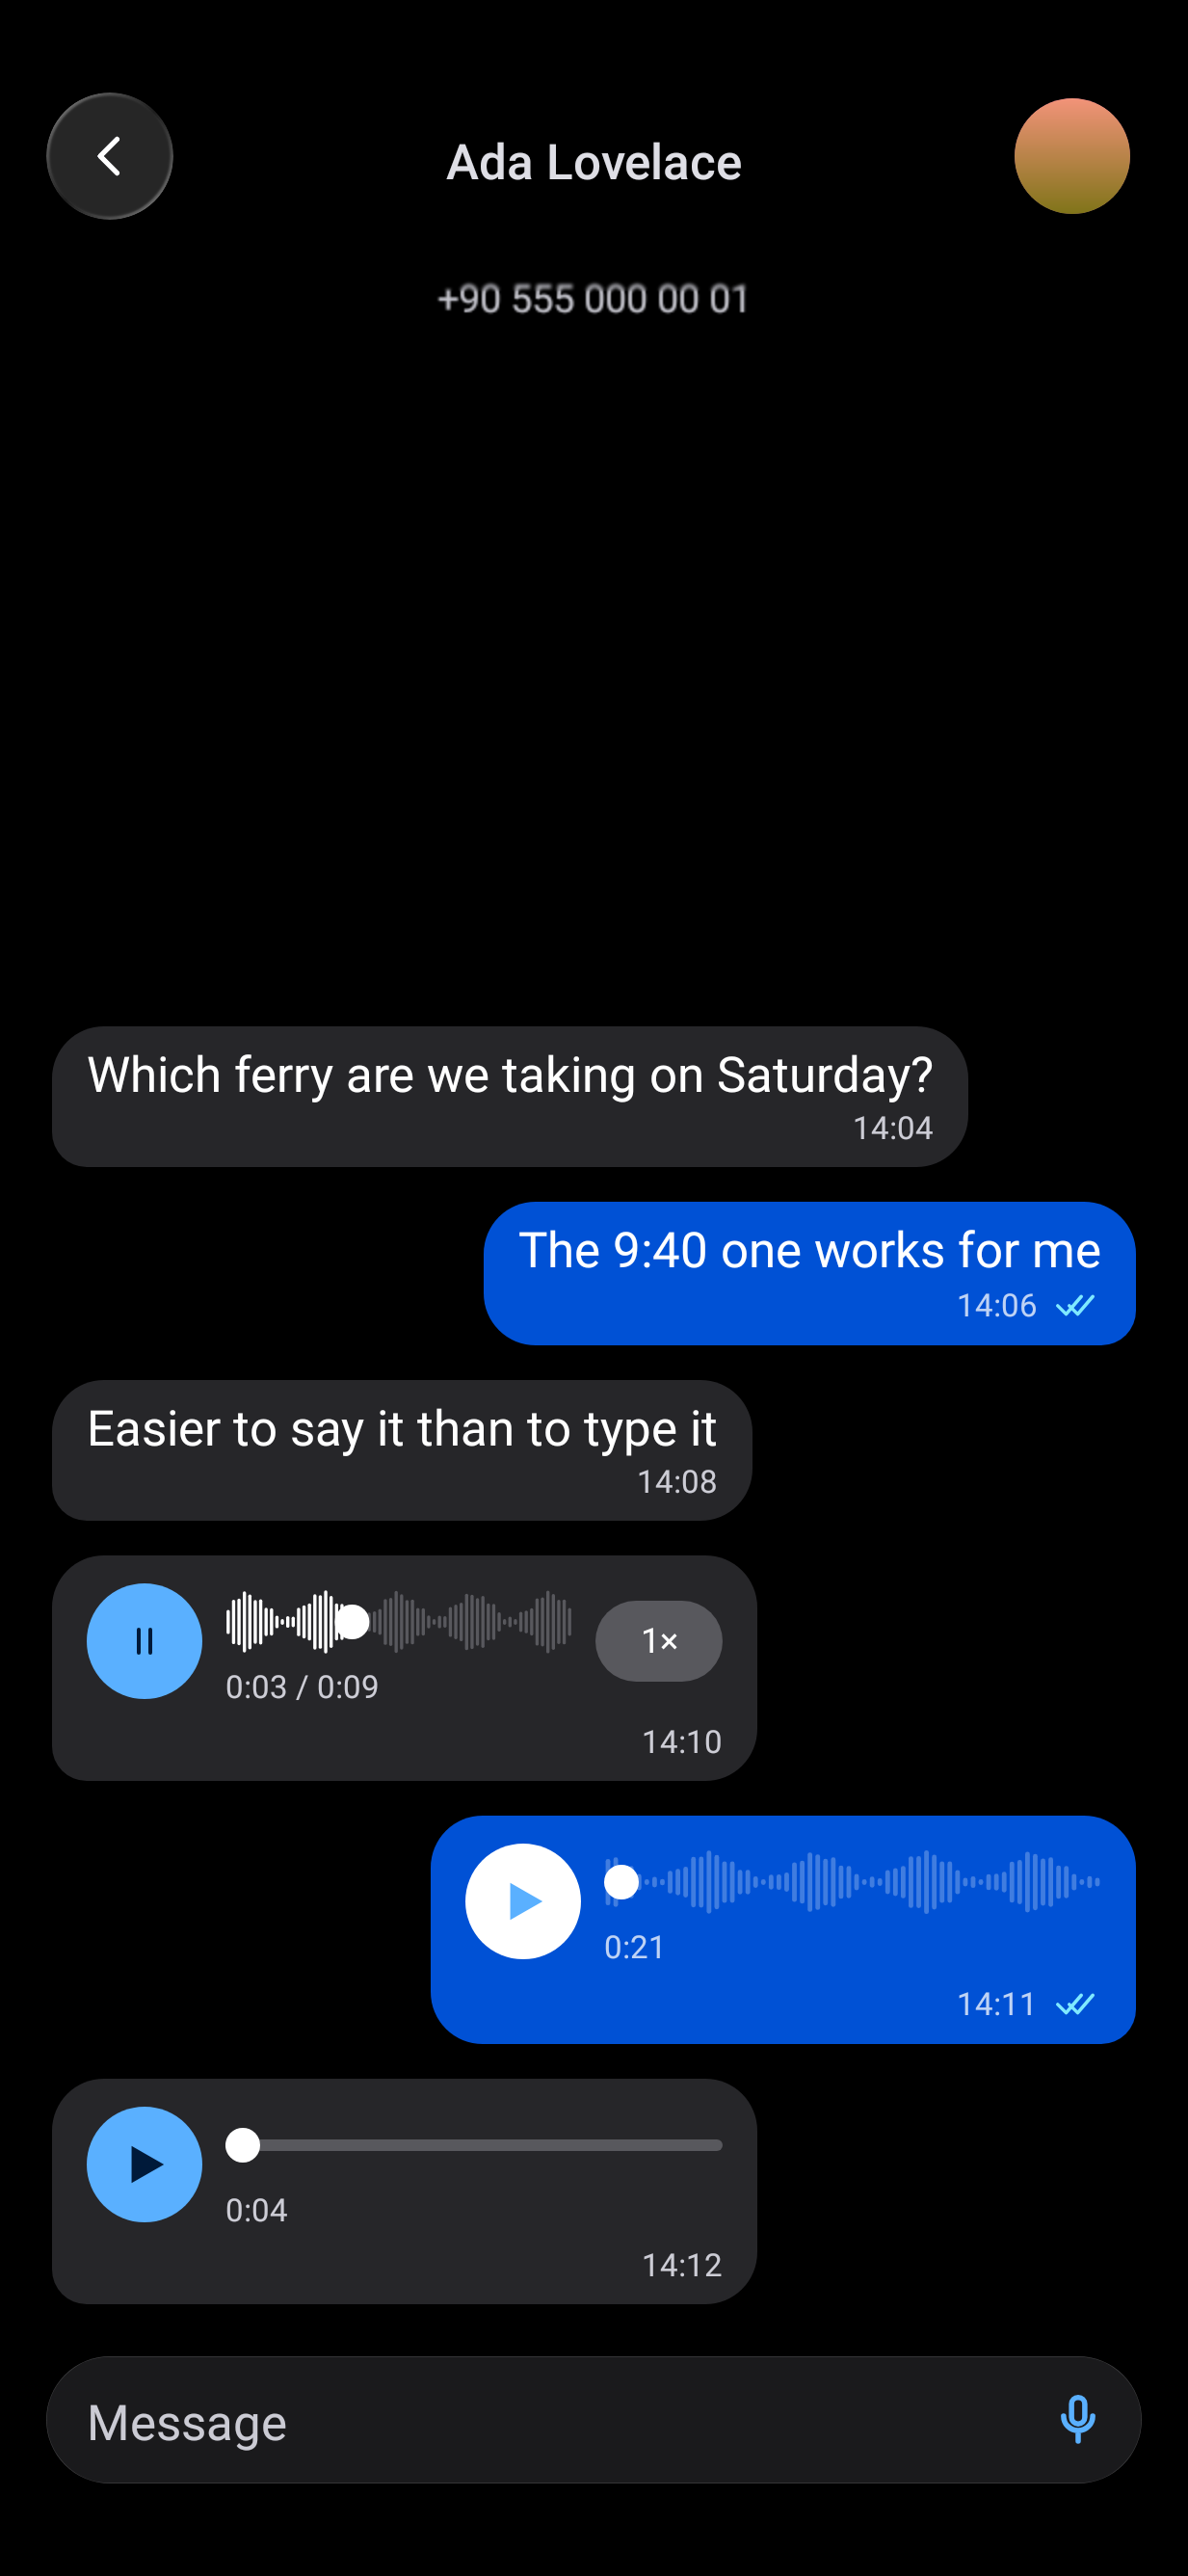 Ada Lovelace
+90 555 000 00 01
Which ferry are we taking on Saturday?
14:04
The 9:40 one works for me
14:06
Easier to say it than to type it
14:08
1×
0:03 / 0:09
14:10
0:21
14:11
0:04
14:12
Message